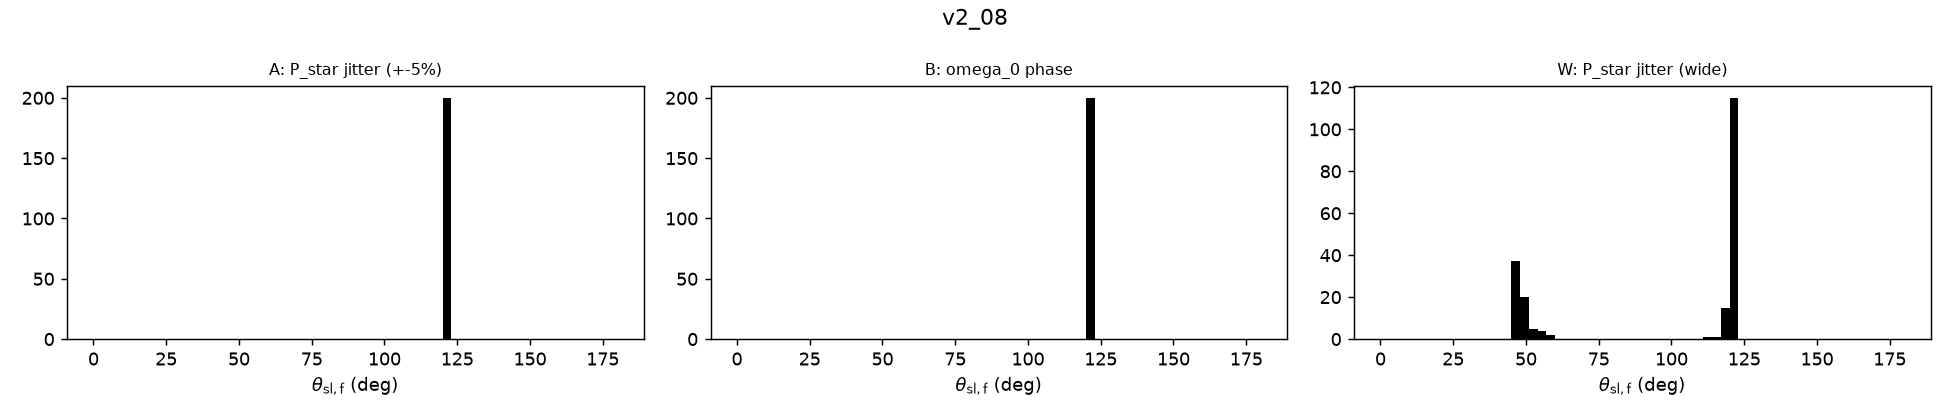 v2_08
A: P_star jitter (+-5%)
200
150
100
50
0
0 25 50 75 100 125 150 175
θsl, f (deg)
B: omega_0 phase
200
150
100
50
0
0 25 50 75 100 125 150 175
θsl, f (deg)
W: P_star jitter (wide)
120
100
80
60
40
20
0
0 25 50 75 100 125 150 175
θsl, f (deg)